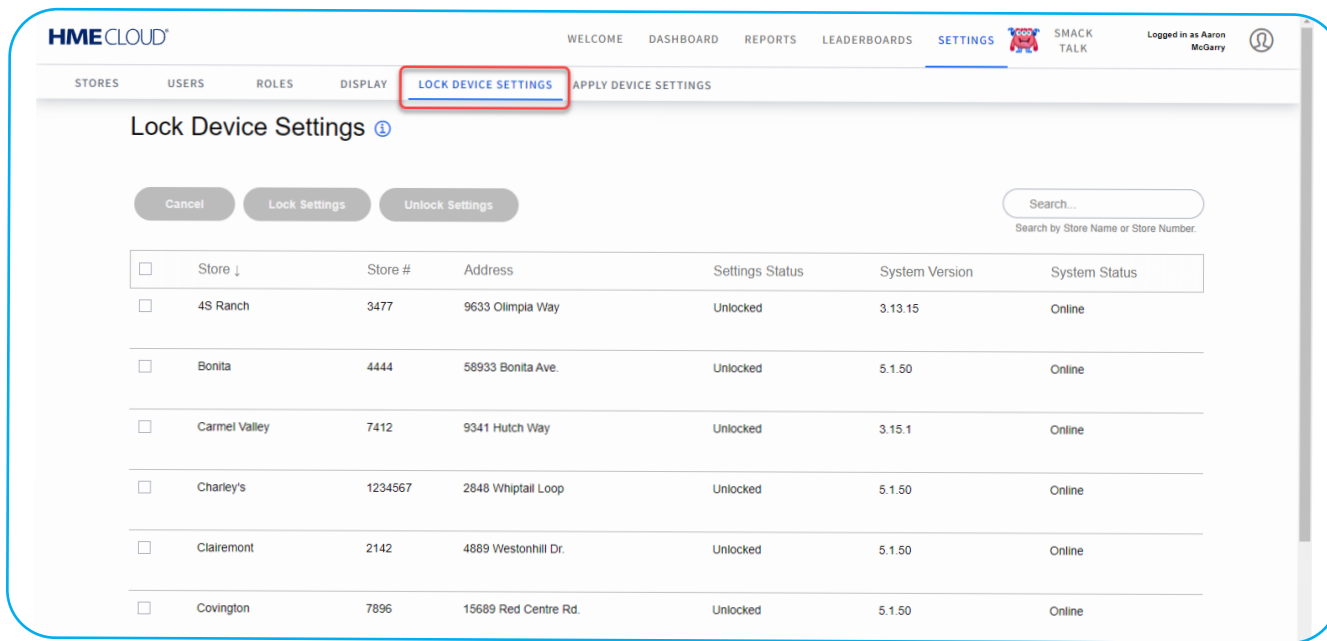 HME CLOUD®
WELCOME DASHBOARD REPORTS LEADERBOARDS SETTINGS SMACK TALK Logged in as Aaron McGarry
STORES USERS ROLES DISPLAY LOCK DEVICE SETTINGS APPLY DEVICE SETTINGS
Lock Device Settings
Cancel Lock Settings Unlock Settings Search...
Search by Store Name or Store Number.
Store ↓ Store # Address Settings Status System Version System Status
4S Ranch 3477 9633 Olimpia Way Unlocked 3.13.15 Online
Bonita 4444 58933 Bonita Ave. Unlocked 5.1.50 Online
Carmel Valley 7412 9341 Hutch Way Unlocked 3.15.1 Online
Charley's 1234567 2848 Whiptail Loop Unlocked 5.1.50 Online
Clairemont 2142 4889 Westonhill Dr. Unlocked 5.1.50 Online
Covington 7896 15689 Red Centre Rd. Unlocked 5.1.50 Online